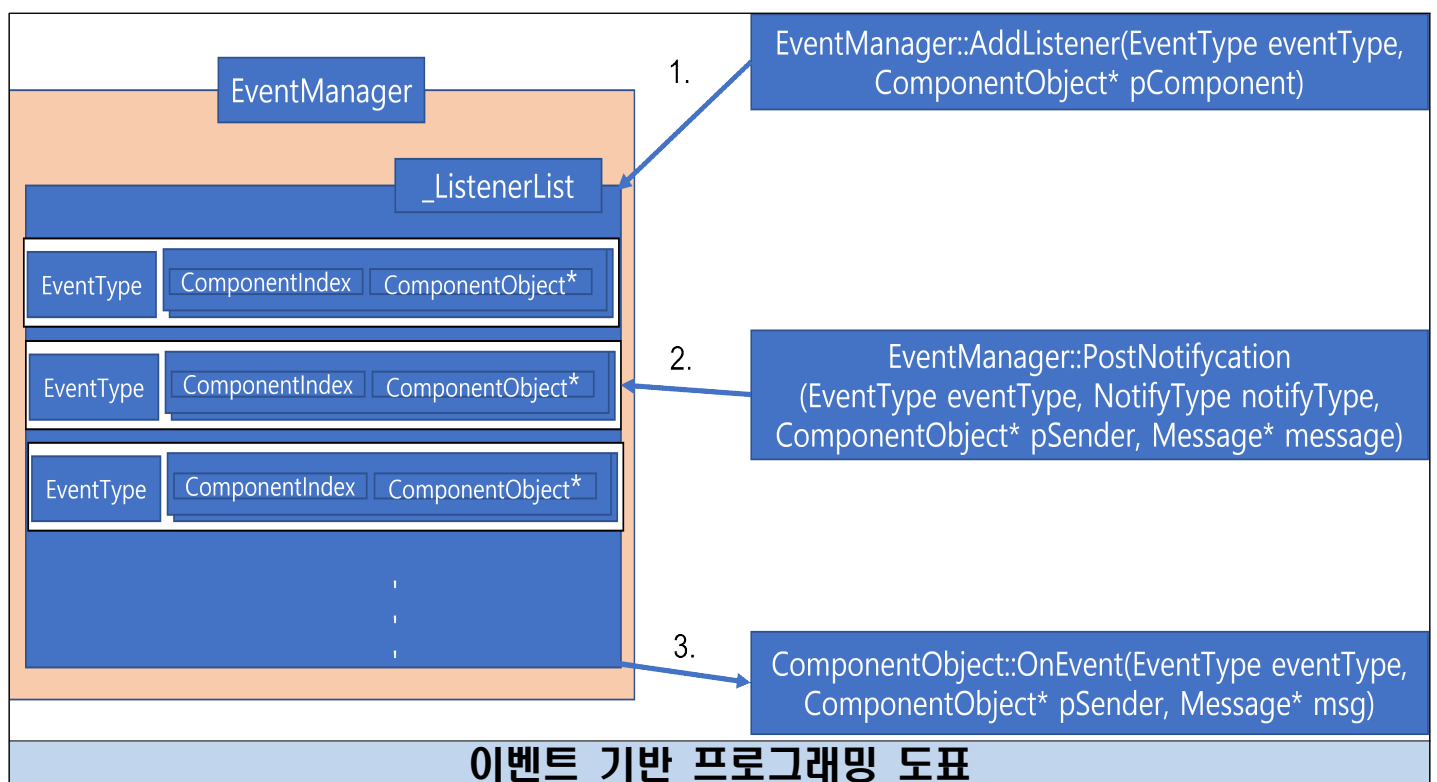 EventManager
_ListenerList
EventType ComponentIndex ComponentObject*
EventType ComponentIndex ComponentObject*
EventType ComponentIndex ComponentObject*
'
'
'
1.
EventManager::AddListener(EventType eventType,
ComponentObject* pComponent)
2.
EventManager::PostNotifycation
(EventType eventType, NotifyType notifyType,
ComponentObject* pSender, Message* message)
3.
ComponentObject::OnEvent(EventType eventType,
ComponentObject* pSender, Message* msg)
이벤트 기반 프로그래밍 도표